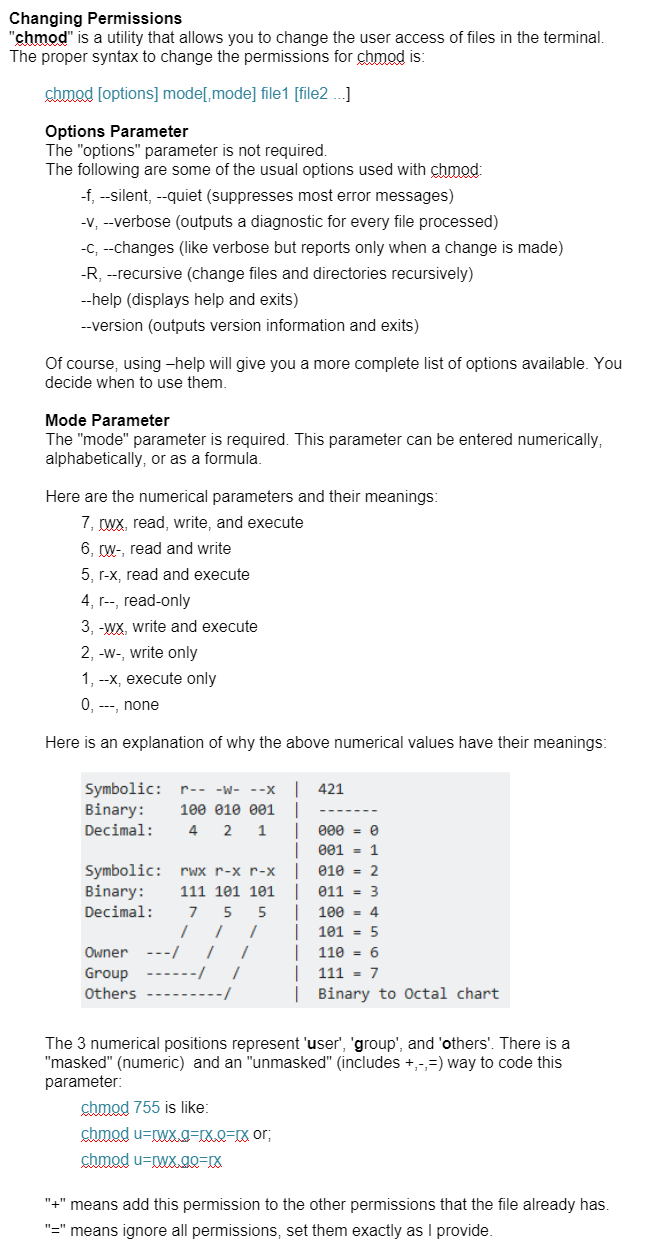 Changing Permissions
"chmod" is a utility that allows you to change the user access of files in the terminal.
The proper syntax to change the permissions for chmod is:
chmod [options] mode[,mode] file1 [file2 ...]
Options Parameter
The "options" parameter is not required.
The following are some of the usual options used with chmod:
-f, --silent, --quiet (suppresses most error messages)
-v, --verbose (outputs a diagnostic for every file processed)
-c, --changes (like verbose but reports only when a change is made)
-R, --recursive (change files and directories recursively)
--help (displays help and exits)
--version (outputs version information and exits)
Of course, using –help will give you a more complete list of options available. You
decide when to use them.
Mode Parameter
The "mode" parameter is required. This parameter can be entered numerically,
alphabetically, or as a formula.
Here are the numerical parameters and their meanings:
7, rwx, read, write, and execute
6, rw-, read and write
5, r-x, read and execute
4, r--, read-only
3, -wx, write and execute
2, -w-, write only
1, --x, execute only
0, ---, none
Here is an explanation of why the above numerical values have their meanings:
Symbolic:  r-- -w- --x  |  421
Binary:    100 010 001  |  -------
Decimal:    4   2   1   |  000 = 0
                        |  001 = 1
Symbolic:  rwx r-x r-x  |  010 = 2
Binary:    111 101 101  |  011 = 3
Decimal:    7   5   5   |  100 = 4
           /   /   /    |  101 = 5
Owner  ---/   /   /     |  110 = 6
Group  ------/   /      |  111 = 7
Others ---------/       |  Binary to Octal chart
The 3 numerical positions represent 'user', 'group', and 'others'. There is a
"masked" (numeric)  and an "unmasked" (includes +,-,=) way to code this
parameter:
chmod 755 is like:
chmod u=rwx,g=rx,o=rx or;
chmod u=rwx,go=rx
"+" means add this permission to the other permissions that the file already has.
"=" means ignore all permissions, set them exactly as I provide.